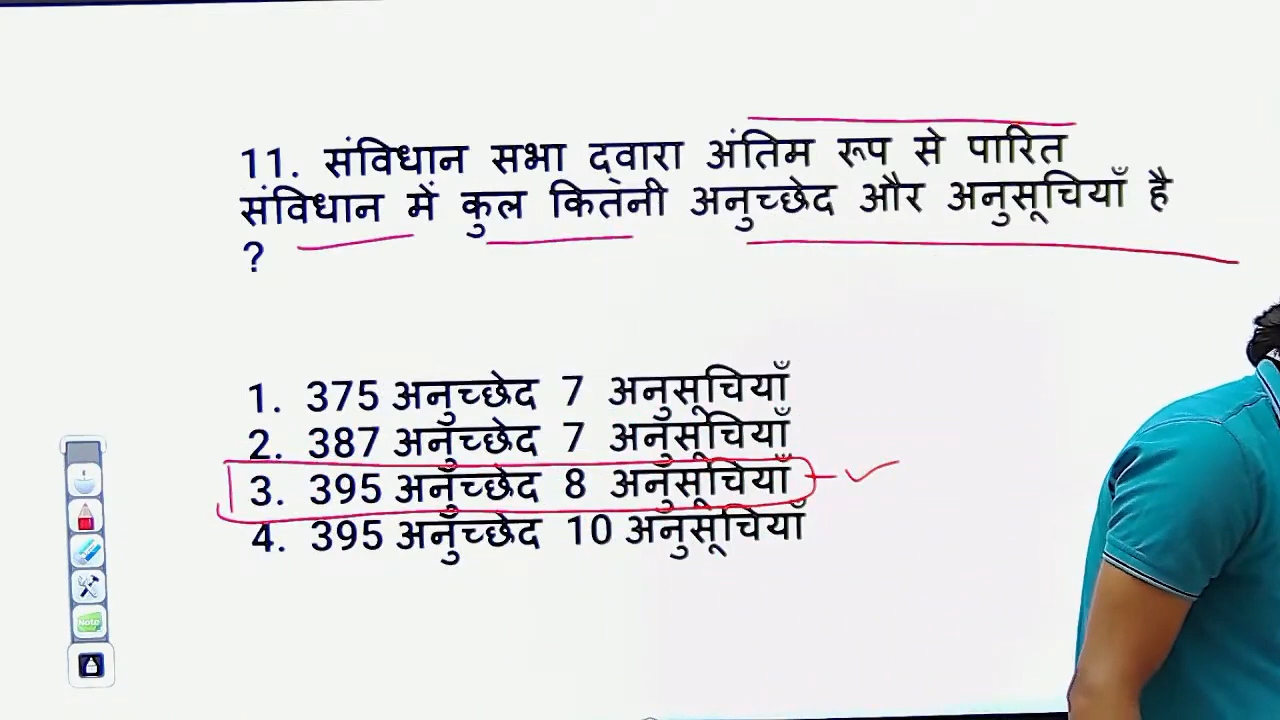 11. संविधान सभा द्वारा अंतिम रूप से पारित
संविधान में कुल कितनी अनुच्छेद और अनुसूचियाँ है
?
1. 375 अनुच्छेद 7 अनुसूचियाँ
2. 387 अनुच्छेद 7 अनुसूचियाँ
3. 395 अनुच्छेद 8 अनुसूचियाँ
4. 395 अनुच्छेद 10 अनुसूचियाँ
Note